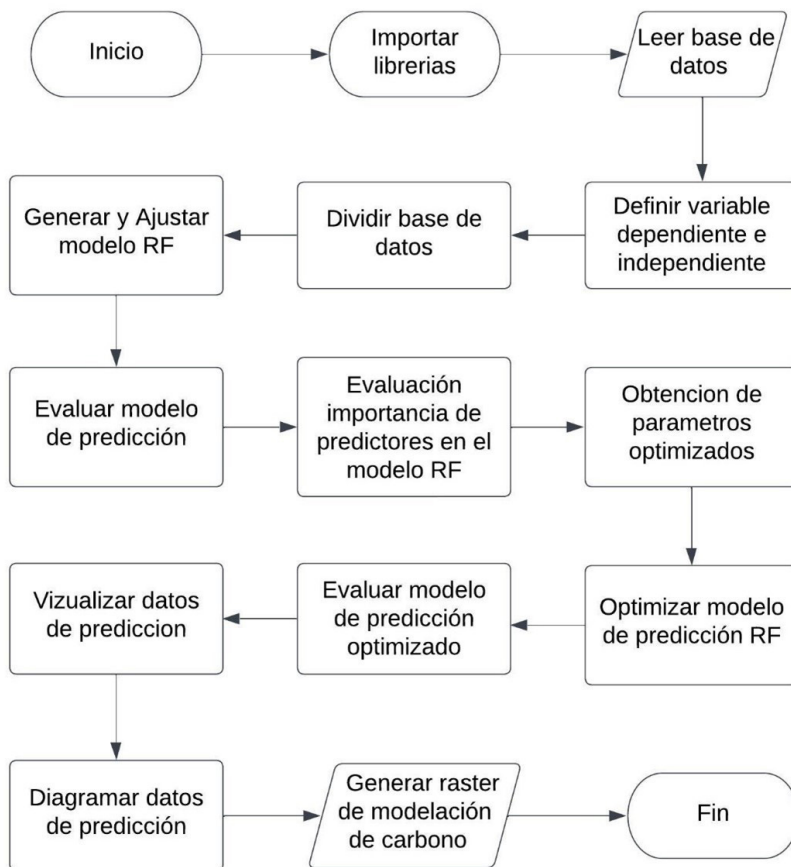 Inicio
Importar
librerias
Leer base de
datos
Definir variable
dependiente e
independiente
Dividir base de
datos
Generar y Ajustar
modelo RF
Evaluar modelo
de predicción
Evaluación
importancia de
predictores en el
modelo RF
Obtencion de
parametros
optimizados
Optimizar modelo
de predicción RF
Evaluar modelo
de predicción
optimizado
Vizualizar datos
de prediccion
Diagramar datos
de predicción
Generar raster
de modelación
de carbono
Fin